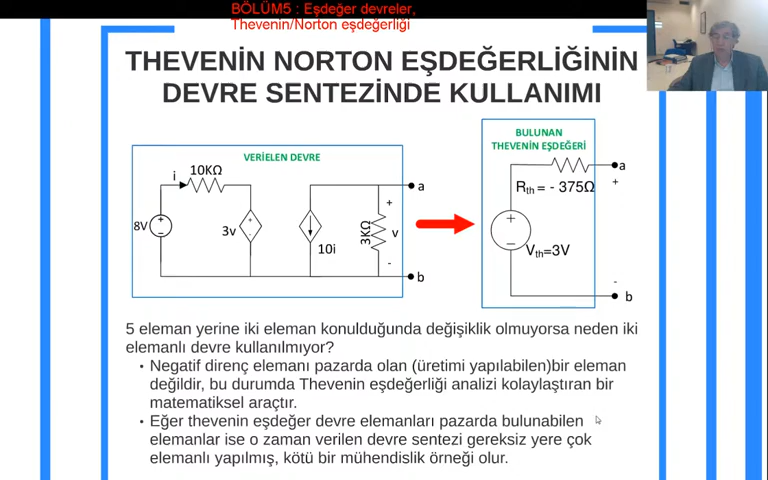 BÖLÜM5 : Eşdeğer devreler,
Thevenin/Norton eşdeğerliği
THEVENİN NORTON EŞDEĞERLİĞİNİN
DEVRE SENTEZİNDE KULLANIMI
VERİELEN DEVRE
i
10KΩ
8V
+
−
3v
+
-
10i
3KΩ
+
v
-
a
b
BULUNAN
THEVENİN EŞDEĞERİ
Rth = - 375Ω
+
−
Vth=3V
a
+
-
b
5 eleman yerine iki eleman konulduğunda değişiklik olmuyorsa neden iki
elemanlı devre kullanılmıyor?
• Negatif direnç elemanı pazarda olan (üretimi yapılabilen)bir eleman
değildir, bu durumda Thevenin eşdeğerliği analizi kolaylaştıran bir
matematiksel araçtır.
• Eğer thevenin eşdeğer devre elemanları pazarda bulunabilen
elemanlar ise o zaman verilen devre sentezi gereksiz yere çok
elemanlı yapılmış, kötü bir mühendislik örneği olur.